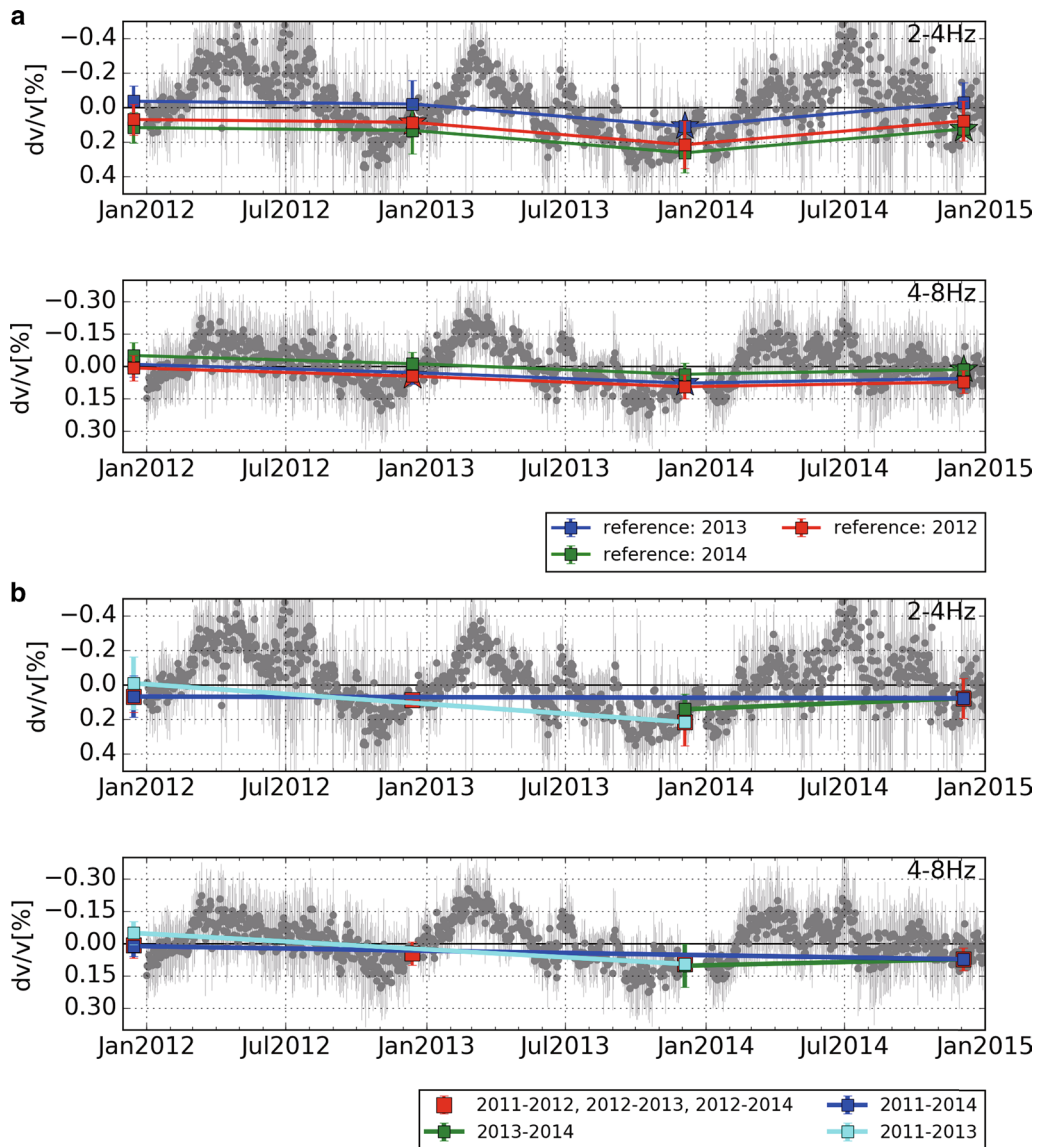 a
2-4Hz
dv/v[%]
−0.4
−0.2
0.0
0.2
0.4
Jan2012 Jul2012 Jan2013 Jul2013 Jan2014 Jul2014 Jan2015
4-8Hz
dv/v[%]
−0.30
−0.15
0.00
0.15
0.30
Jan2012 Jul2012 Jan2013 Jul2013 Jan2014 Jul2014 Jan2015
reference: 2013 reference: 2012
reference: 2014
b
2-4Hz
dv/v[%]
−0.4
−0.2
0.0
0.2
0.4
Jan2012 Jul2012 Jan2013 Jul2013 Jan2014 Jul2014 Jan2015
4-8Hz
dv/v[%]
−0.30
−0.15
0.00
0.15
0.30
Jan2012 Jul2012 Jan2013 Jul2013 Jan2014 Jul2014 Jan2015
2011-2012, 2012-2013, 2012-2014 2011-2014
2013-2014 2011-2013